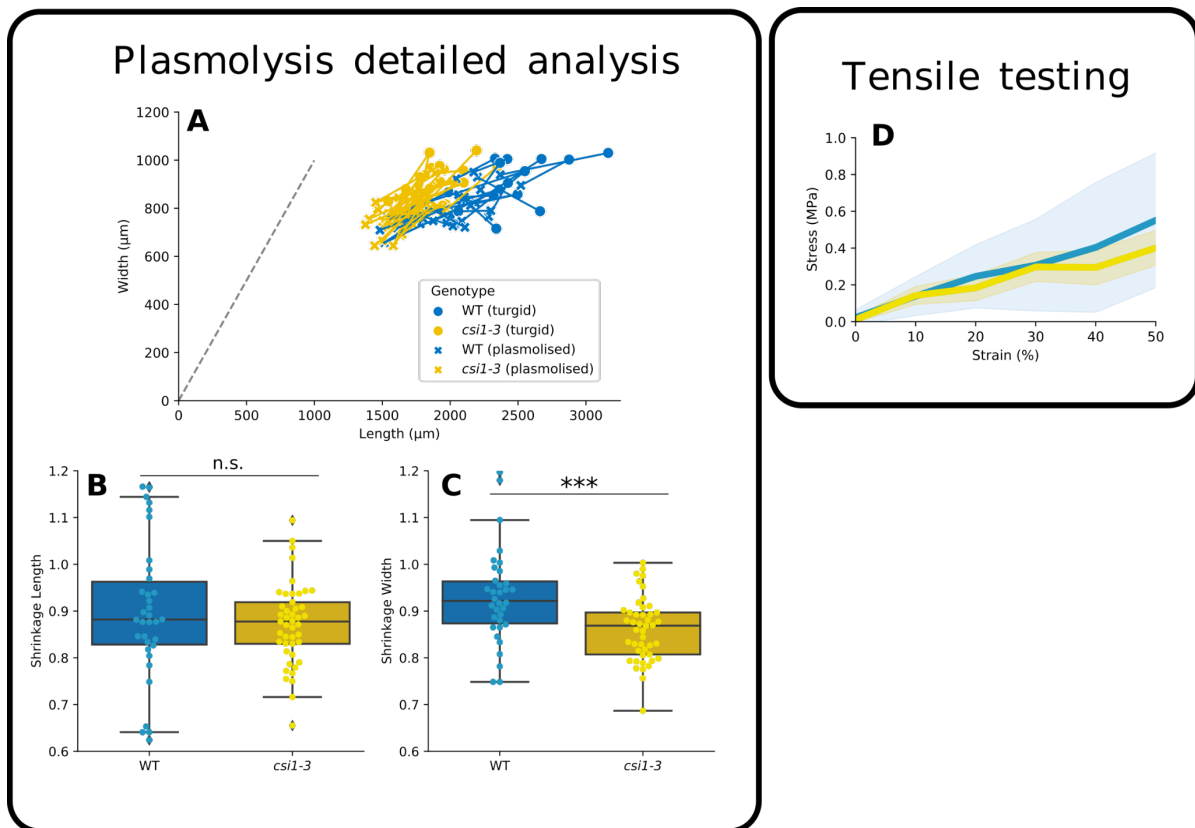 Plasmolysis detailed analysis
A
1200
1000
800
600
400
200
0
Width (µm)
0 500 1000 1500 2000 2500 3000
Length (µm)
Genotype
WT (turgid)
csi1-3 (turgid)
WT (plasmolised)
csi1-3 (plasmolised)
B
n.s.
1.2
1.1
1.0
0.9
0.8
0.7
0.6
Shrinkage Length
WT csi1-3
C
***
1.2
1.1
1.0
0.9
0.8
0.7
0.6
Shrinkage Width
WT csi1-3
Tensile testing
D
1.0
0.8
0.6
0.4
0.2
0.0
Stress (MPa)
0 10 20 30 40 50
Strain (%)